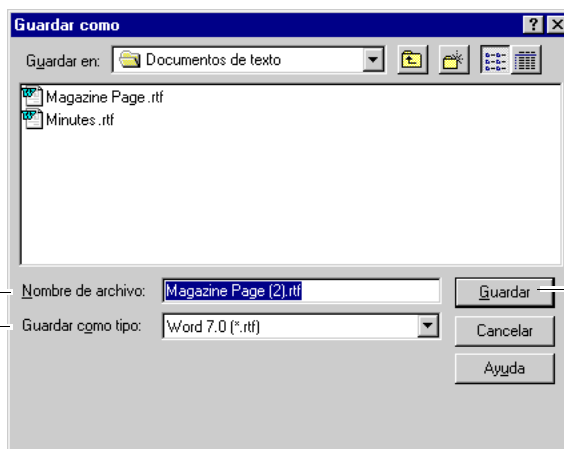 Guardar como
Guardar en: Documentos de texto
Magazine Page.rtf
Minutes.rtf
Nombre de archivo: Magazine Page (2).rtf Guardar
Guardar como tipo: Word 7.0 (*.rtf) Cancelar
Ayuda